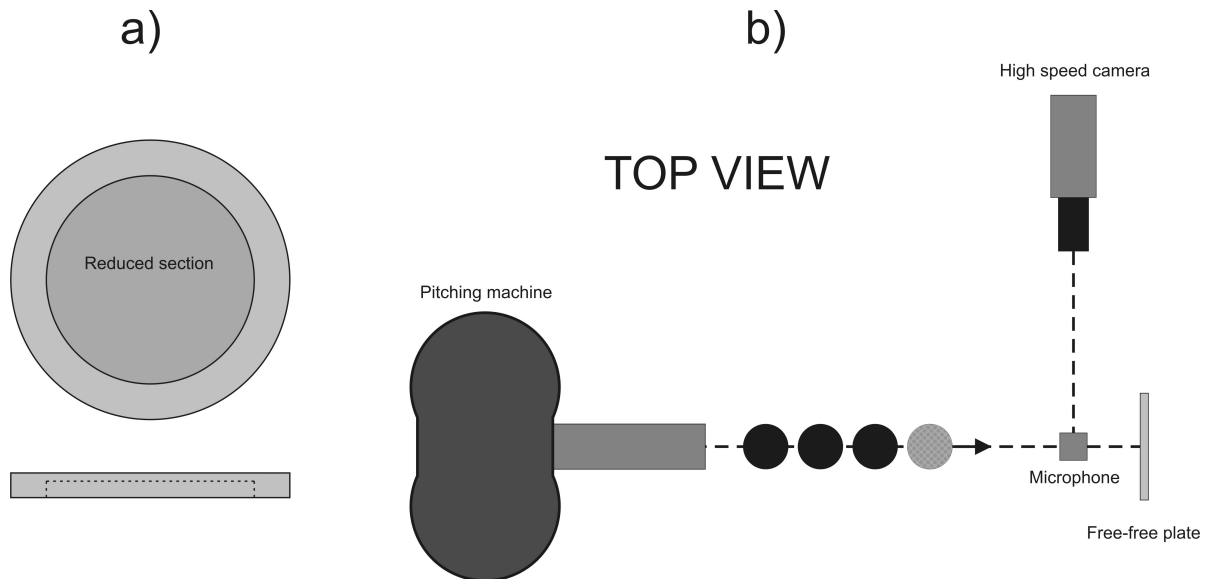 a)
b)
High speed camera
TOP VIEW
Reduced section
Pitching machine
Microphone
Free-free plate